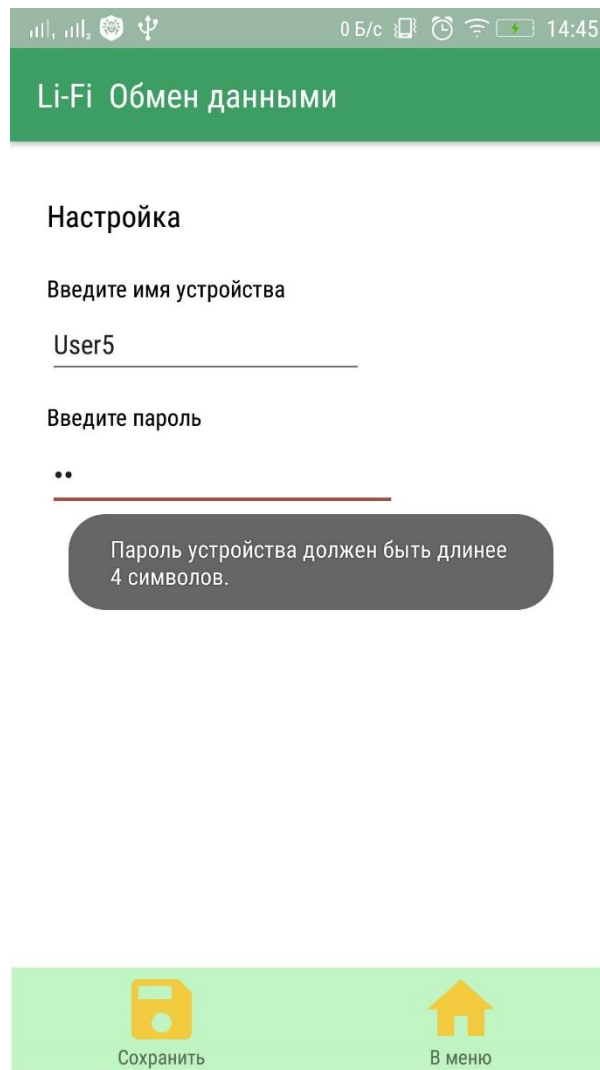 0 Б/с 14:45
Li-Fi Обмен данными
Настройка
Введите имя устройства
User5
Введите пароль
••
Пароль устройства должен быть длинее
4 символов.
Сохранить В меню